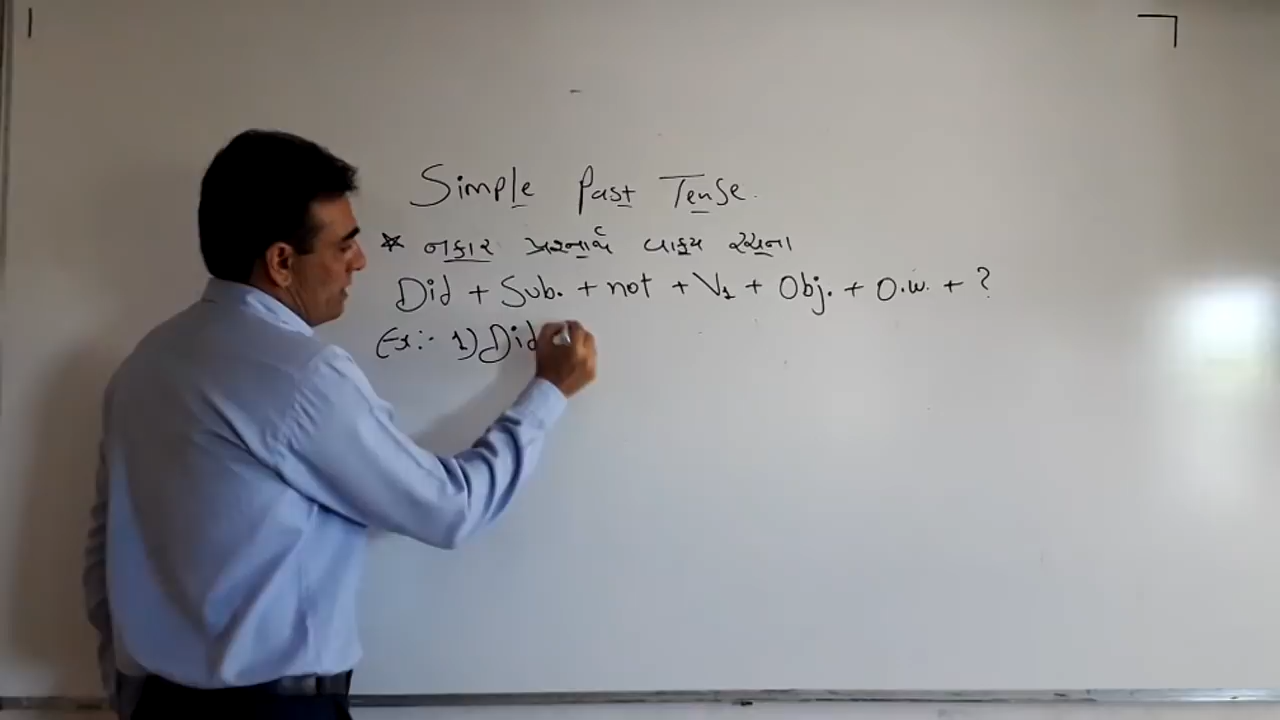 Simple Past Tense.
☆ નકાર પ્રશ્નાર્થ વાક્ય રચના
Did + Sub. + not + V1 + Obj. + O.w. + ?
Ex:- 1) Did